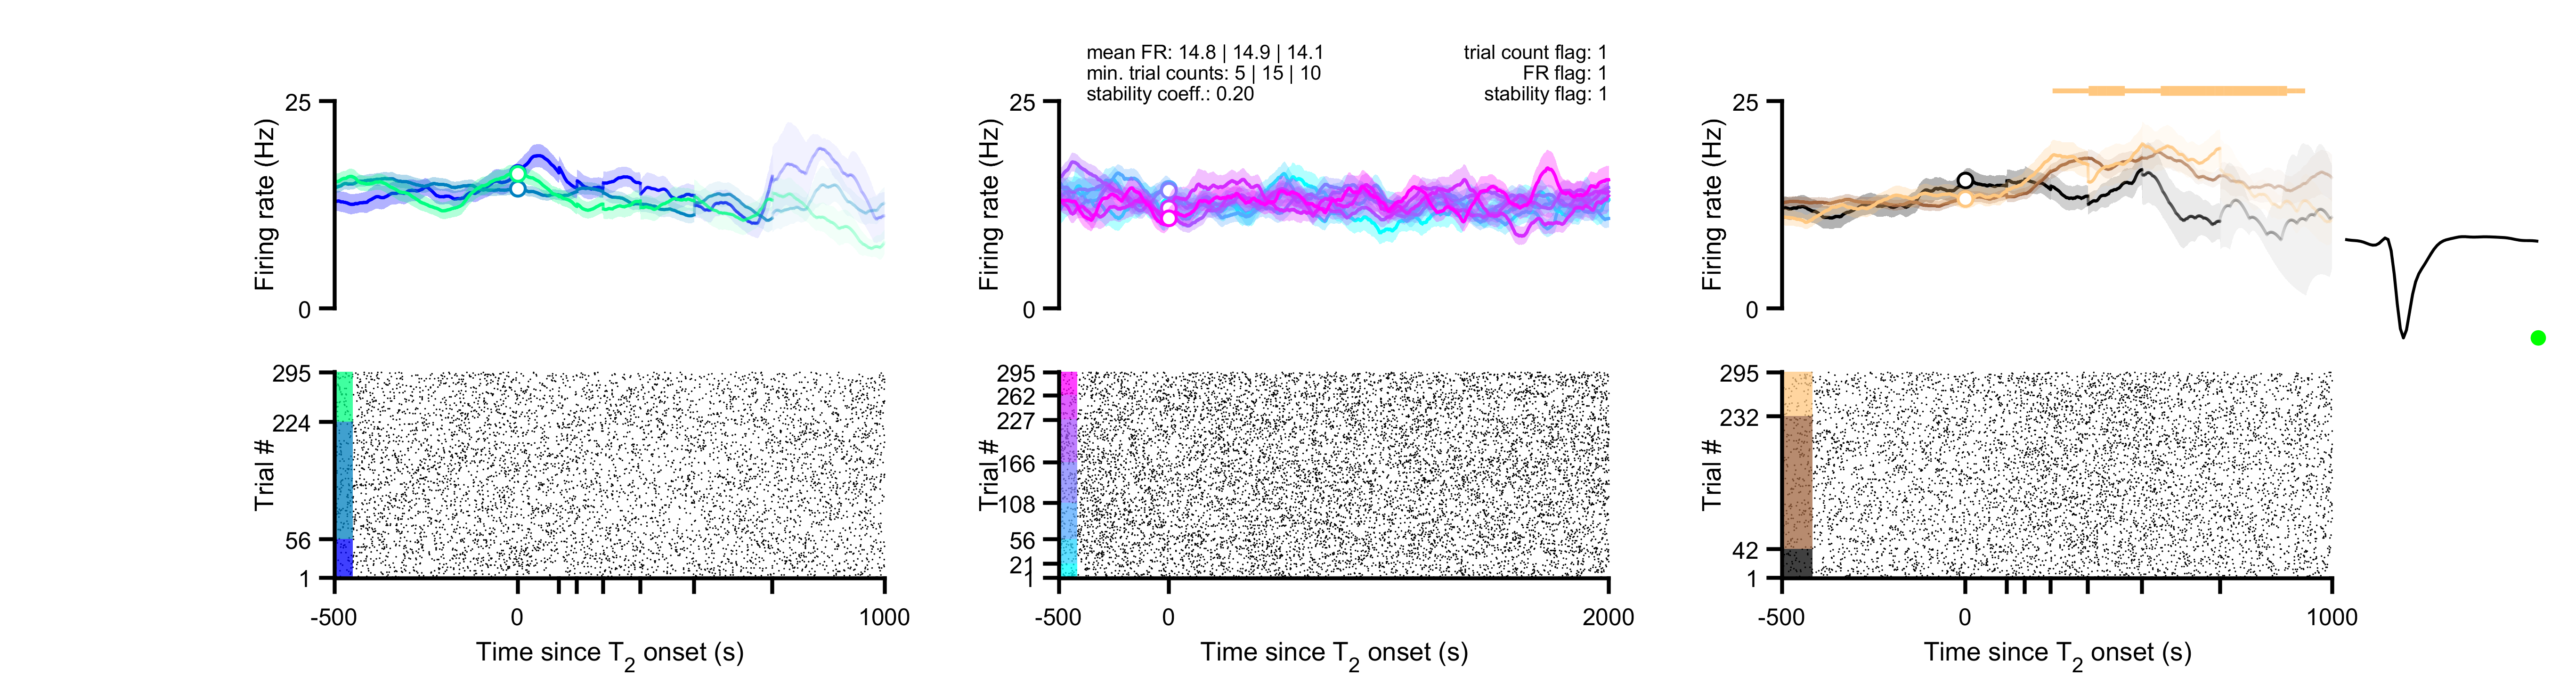 mean FR: 14.8 | 14.9 | 14.1
min. trial counts: 5 | 15 | 10
stability coeff.: 0.20
trial count flag: 1
FR flag: 1
stability flag: 1
25
Firing rate (Hz)
0
25
Firing rate (Hz)
0
25
Firing rate (Hz)
0
295
224
56
1
Trial #
-500
0
1000
Time since T2 onset (s)
295
262
227
166
108
56
21
1
Trial #
-500
0
2000
Time since T2 onset (s)
295
232
42
1
Trial #
-500
0
1000
Time since T2 onset (s)